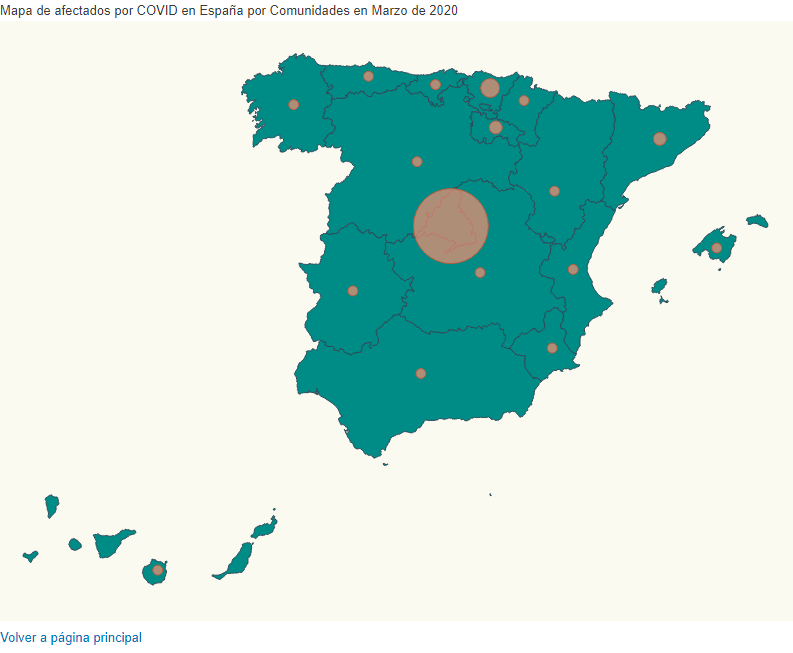 Mapa de afectados por COVID en España por Comunidades en Marzo de 2020
Volver a página principal